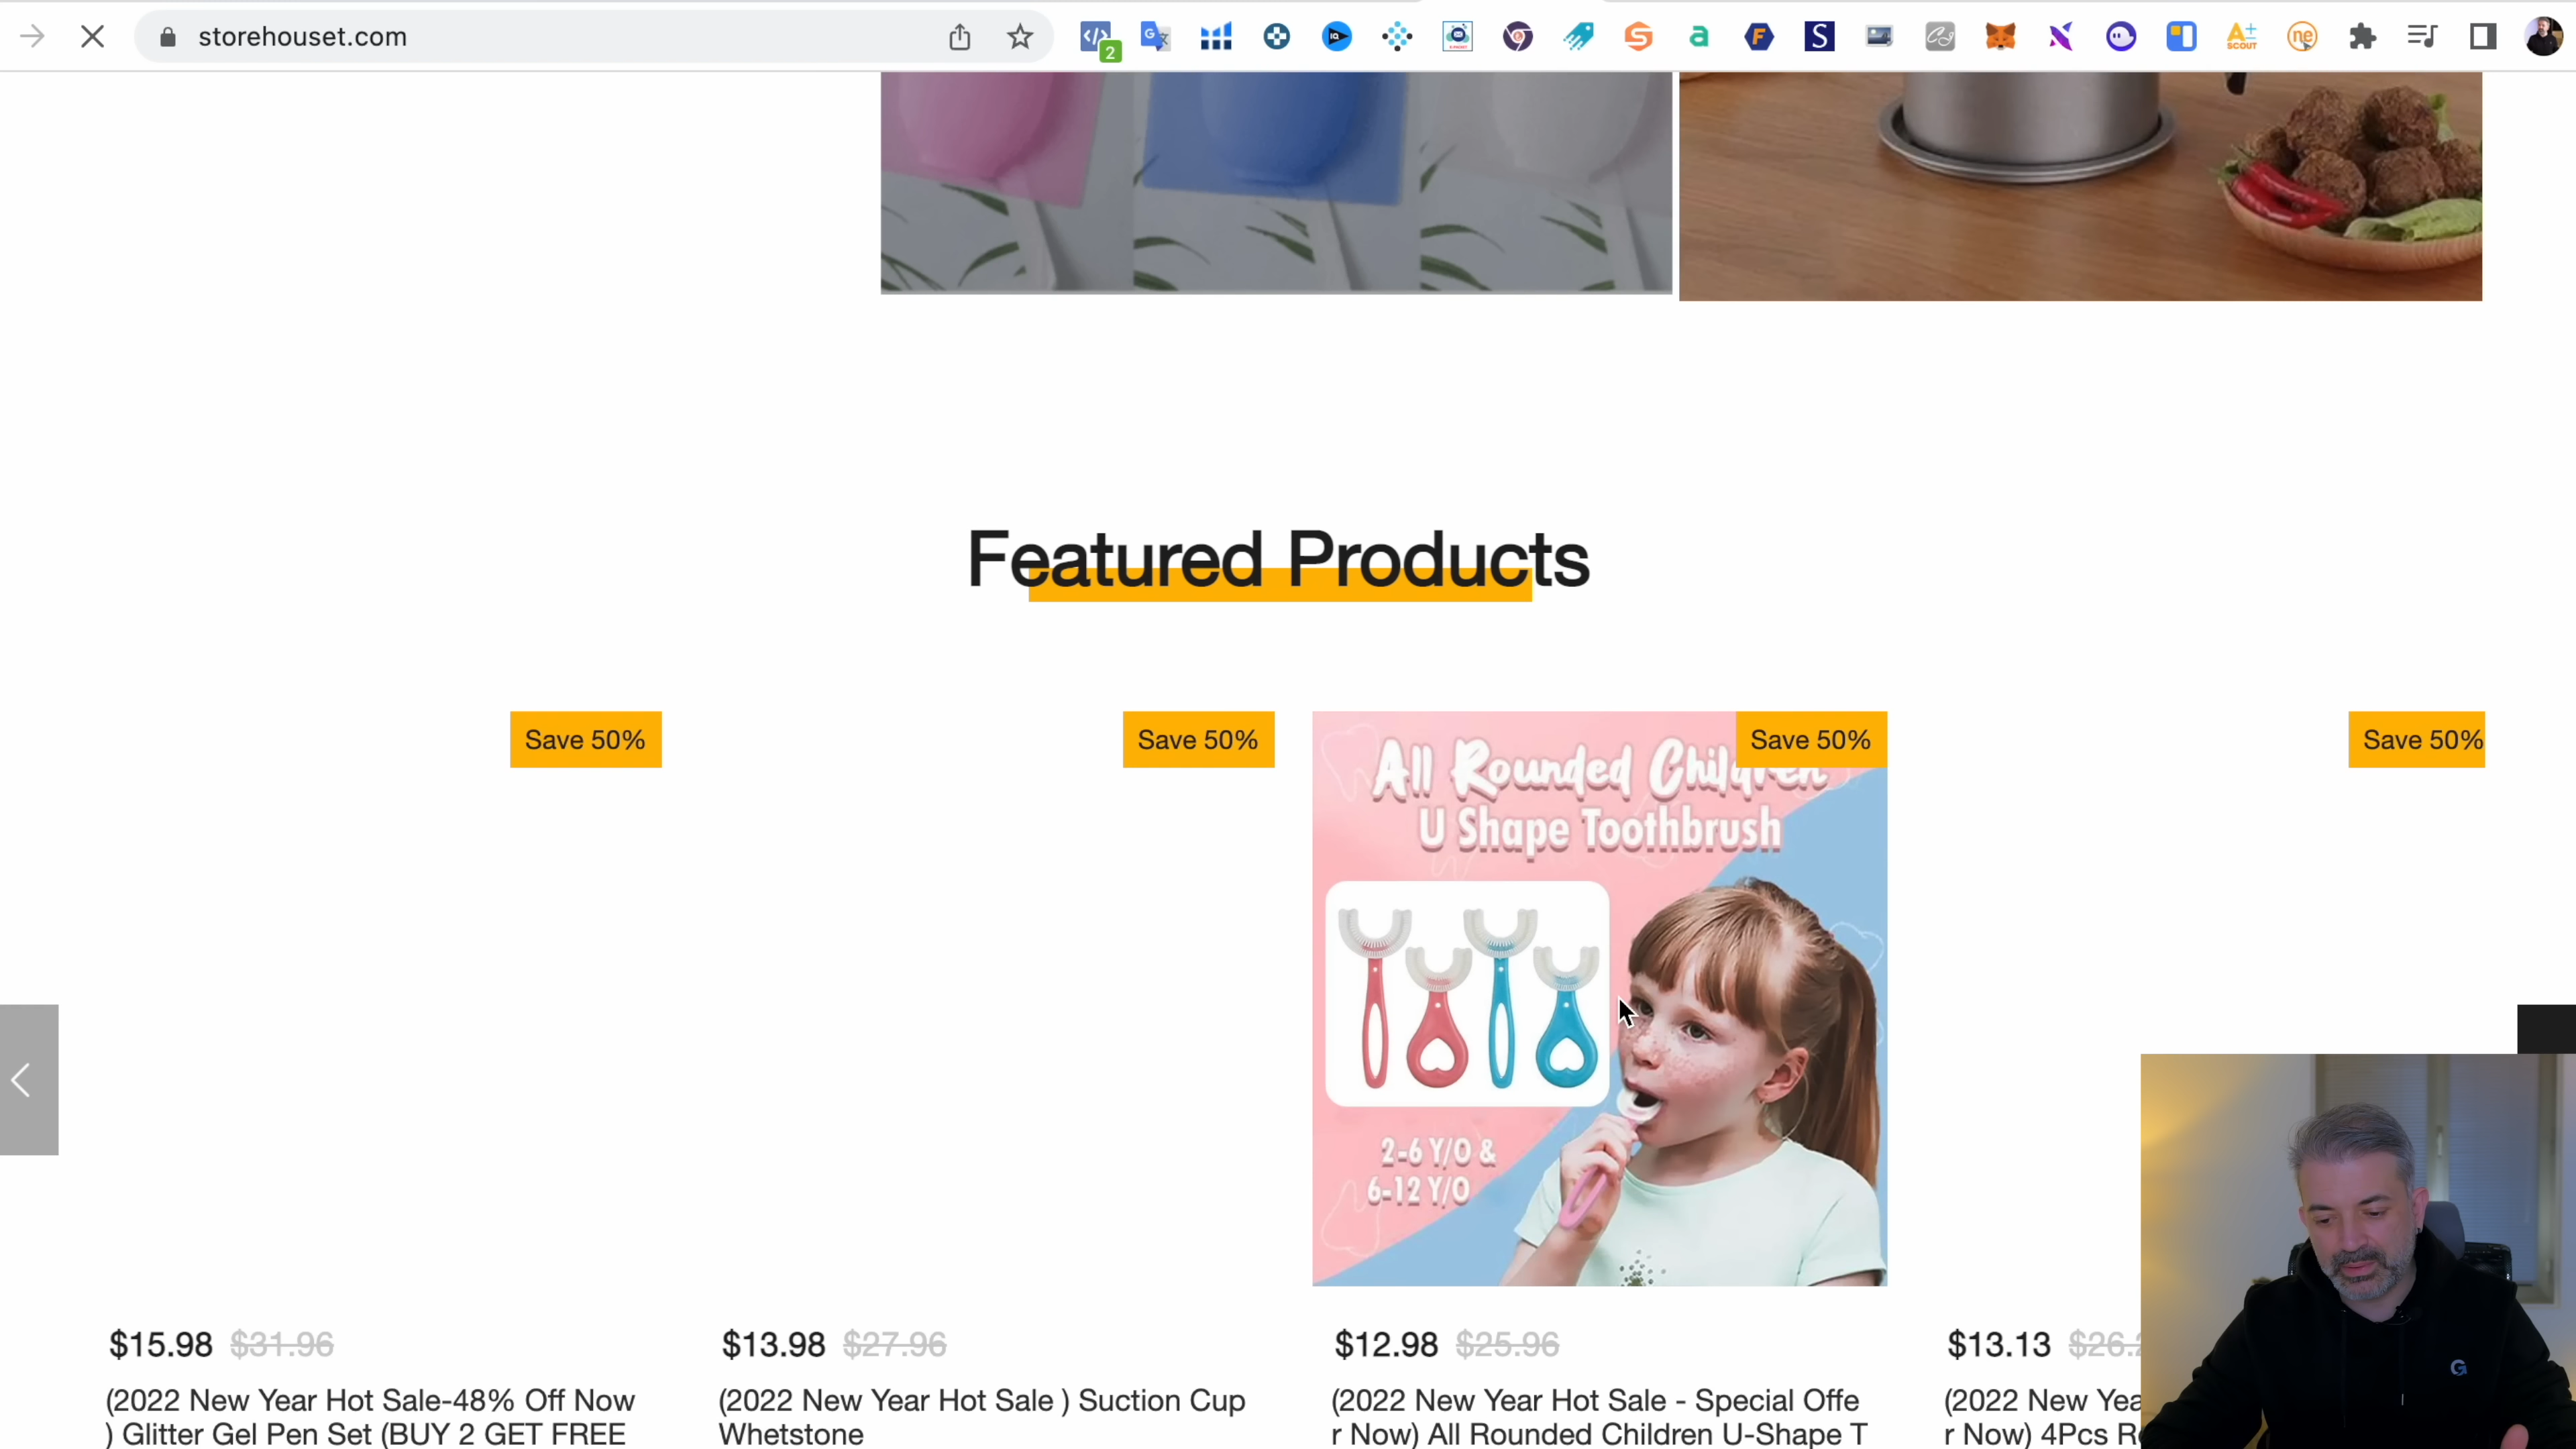 storehouset.com
2
Featured Products
Save 50%
Save 50%
Save 50%
Save 50%
All Rounded Children
U Shape Toothbrush
2-6 Y/O &
6-12 Y/O
$15.98 $31.96
(2022 New Year Hot Sale-48% Off Now
) Glitter Gel Pen Set (BUY 2 GET FREE
$13.98 $27.96
(2022 New Year Hot Sale ) Suction Cup
Whetstone
$12.98 $25.96
(2022 New Year Hot Sale - Special Offe
r Now) All Rounded Children U-Shape T
$13.13 $26.
(2022 New Yea
r Now) 4Pcs R